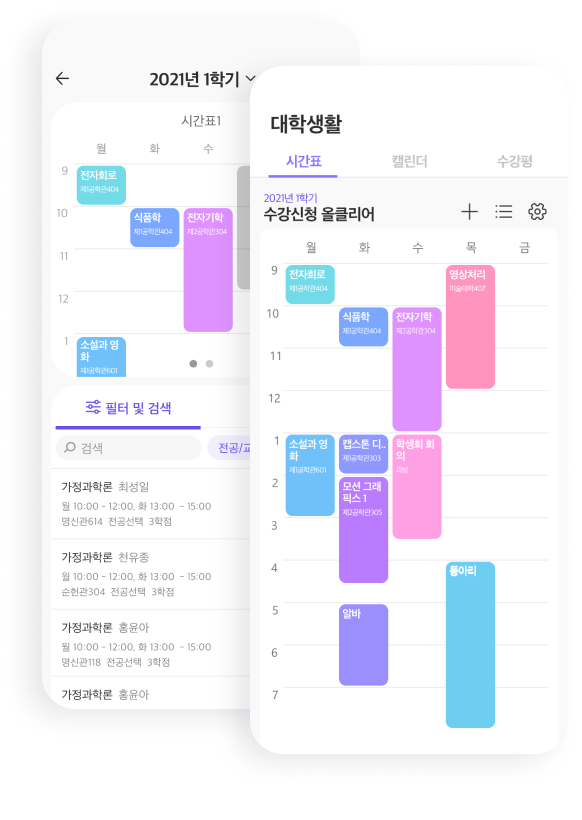 2021년 1학기
시간표1
월 화 수
9
전자회로
제1공학관404
10
식품학
제1공학관404
전자기학
제2공학관304
11
12
1
소설과 영
화
제1공학관601
필터 및 검색
검색
전공/교
가정과학론 최성일
월 10:00 - 12:00, 화 13:00 - 15:00
명신관614 전공선택 3학점
가정과학론 천유종
월 10:00 - 12:00, 화 13:00 - 15:00
순헌관304 전공선택 3학점
가정과학론 홍윤아
월 10:00 - 12:00, 화 13:00 - 15:00
명신관118 전공선택 3학점
가정과학론 홍윤아
대학생활
시간표 캘린더 수강평
2021년 1학기
수강신청 올클리어
월 화 수 목 금
9
전자회로
제1공학관404
영상처리
미술대학407
10
식품학
제1공학관404
전자기학
제2공학관304
11
12
1
소설과 영
화
제1공학관601
캡스톤 디..
제1공학관303
학생회 회
의
과방
2
모션 그래
픽스 1
제2공학관305
3
4
동아리
5
알바
6
7